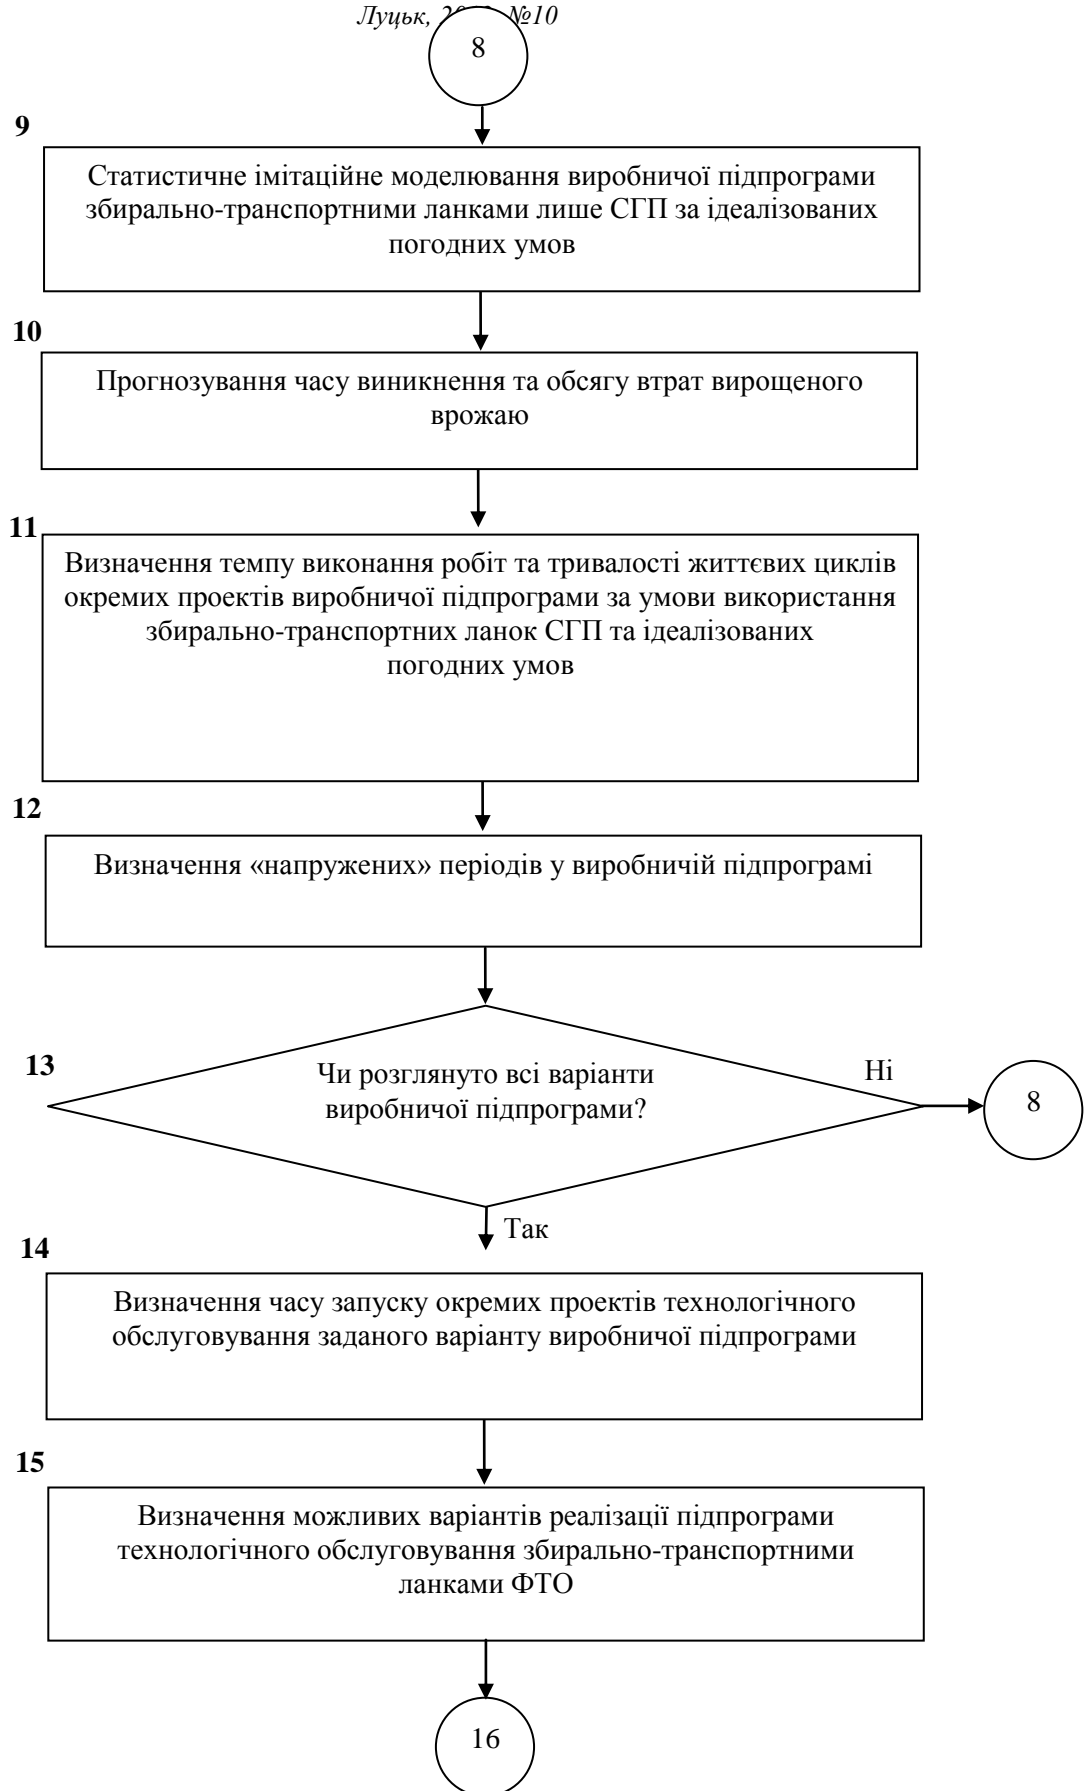 Луцьк, №10
8
9
Статистичне імітаційне моделювання виробничої підпрограми
збирально-транспортними ланками лише СГП за ідеалізованих
погодних умов
10
Прогнозування часу виникнення та обсягу втрат вирощеного
врожаю
11
Визначення темпу виконання робіт та тривалості життєвих циклів
окремих проектів виробничої підпрограми за умови використання
збирально-транспортних ланок СГП та ідеалізованих
погодних умов
12
Визначення «напружених» періодів у виробничій підпрограмі
13
Чи розглянуто всі варіанти
виробничої підпрограми?
Ні
8
Так
14
Визначення часу запуску окремих проектів технологічного
обслуговування заданого варіанту виробничої підпрограми
15
Визначення можливих варіантів реалізації підпрограми
технологічного обслуговування збирально-транспортними
ланками ФТО
16